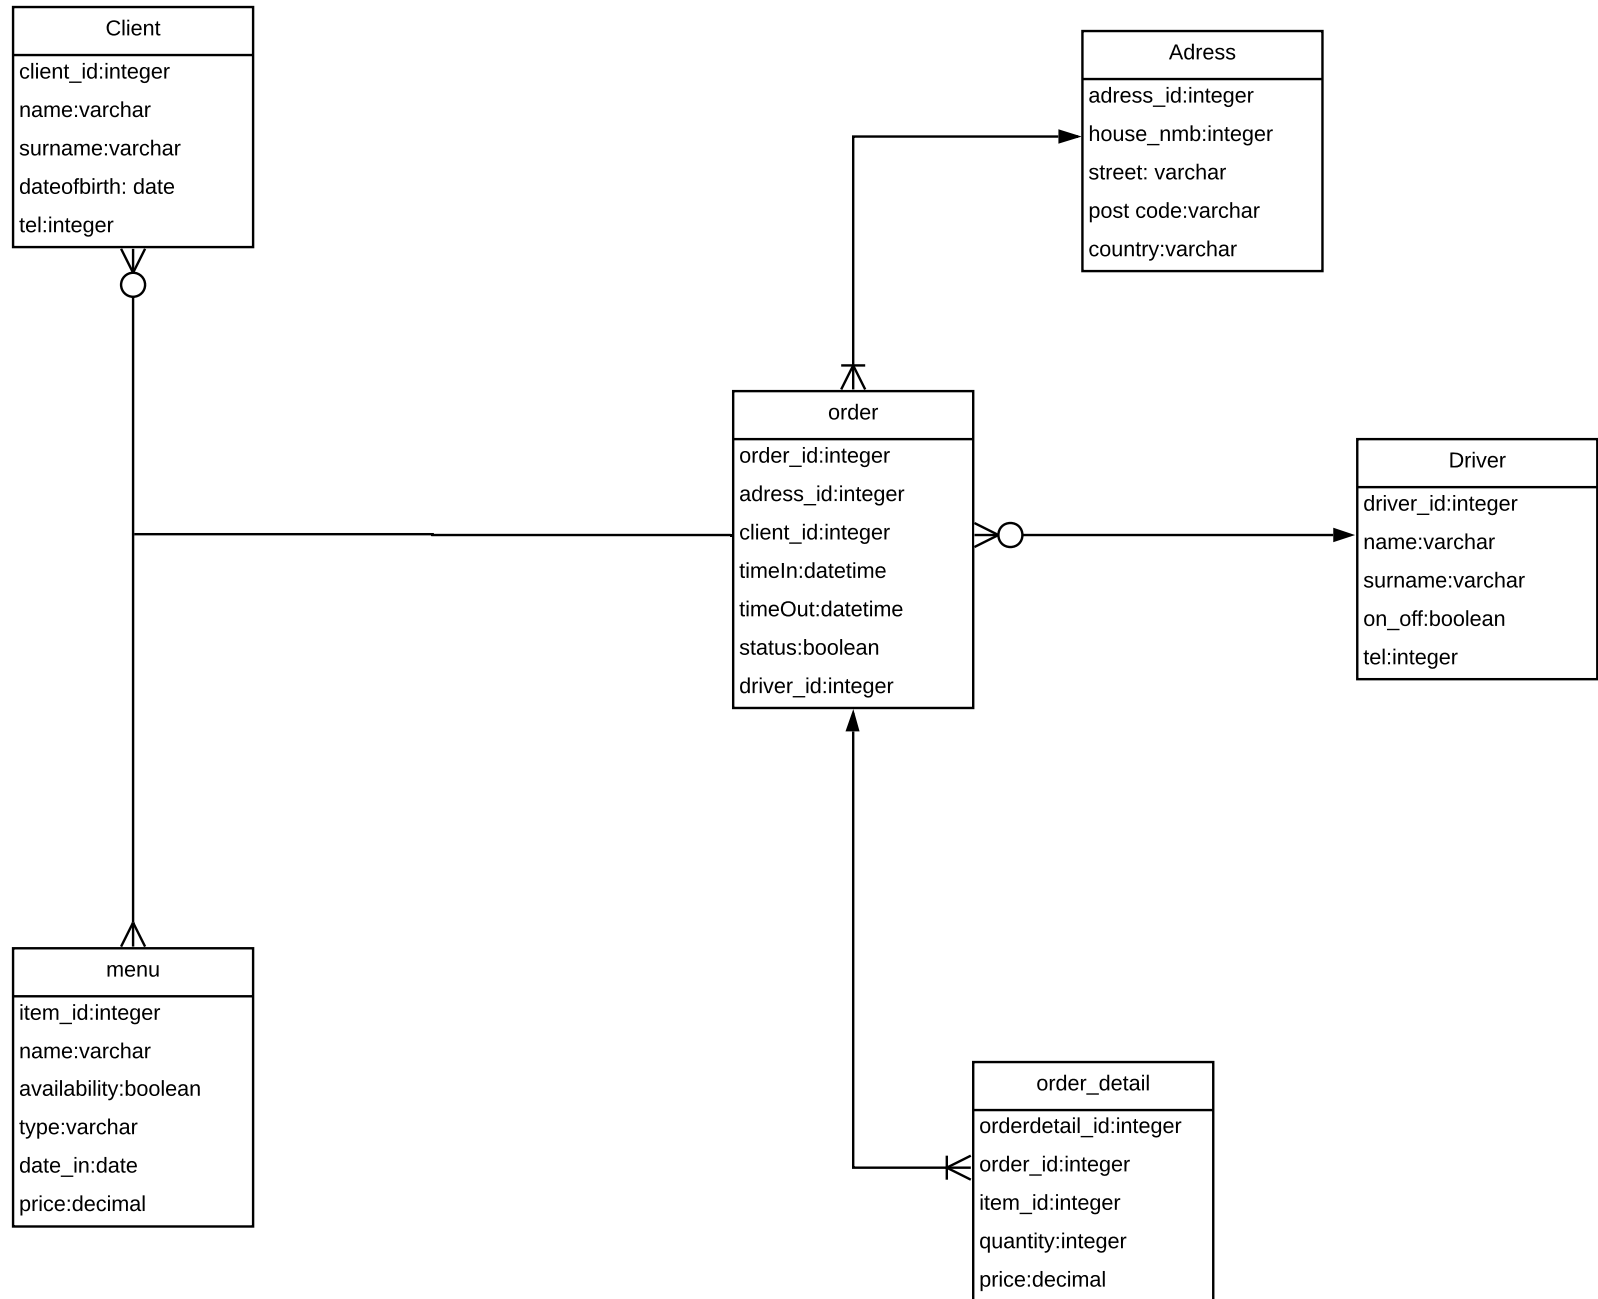 Client
client_id:integer
name:varchar
surname:varchar
dateofbirth: date
tel:integer
Adress
adress_id:integer
house_nmb:integer
street: varchar
post code:varchar
country:varchar
order
order_id:integer
adress_id:integer
client_id:integer
timeIn:datetime
timeOut:datetime
status:boolean
driver_id:integer
Driver
driver_id:integer
name:varchar
surname:varchar
on_off:boolean
tel:integer
menu
item_id:integer
name:varchar
availability:boolean
type:varchar
date_in:date
price:decimal
order_detail
orderdetail_id:integer
order_id:integer
item_id:integer
quantity:integer
price:decimal